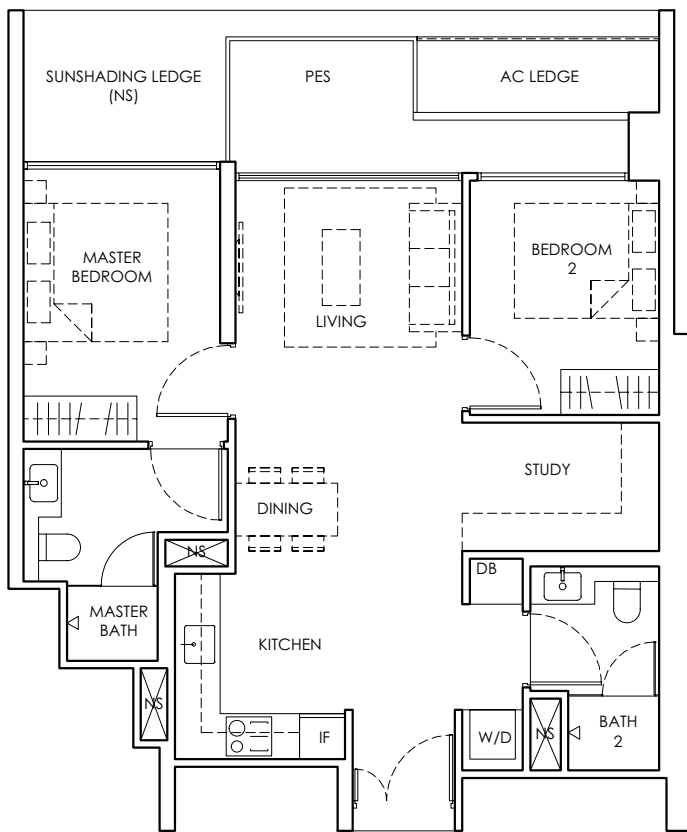 SUNSHADING LEDGE
(NS)
PES
AC LEDGE
MASTER
BEDROOM
BEDROOM
2
LIVING
STUDY
DINING
NS
DB
MASTER
BATH
KITCHEN
NS
IF
W/D
NS
BATH
2